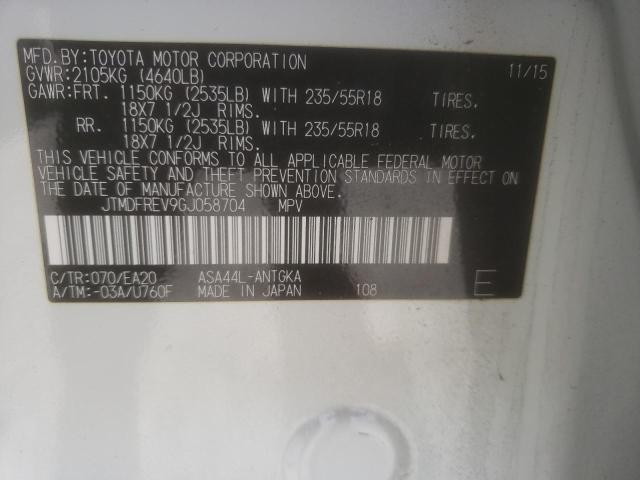 MFD.BY:TOYOTA MOTOR CORPORATION 11/15
GVWR:2105KG (4640LB)
GAWR:FRT. 1150KG (2535LB) WITH 235/55R18 TIRES.
18X7 1/2J RIMS.
RR. 1150KG (2535LB) WITH 235/55R18 TIRES.
18X7 1/2J RIMS.
THIS VEHICLE CONFORMS TO ALL APPLICABLE FEDERAL MOTOR
VEHICLE SAFETY AND THEFT PREVENTION STANDARDS IN EFFECT ON
THE DATE OF MANUFACTURE SHOWN ABOVE.
JTMDFREV9GJ058704 MPV
C/TR:070/EA20 ASA44L-ANTGKA
A/TM:-03A/U760F MADE IN JAPAN 108 E